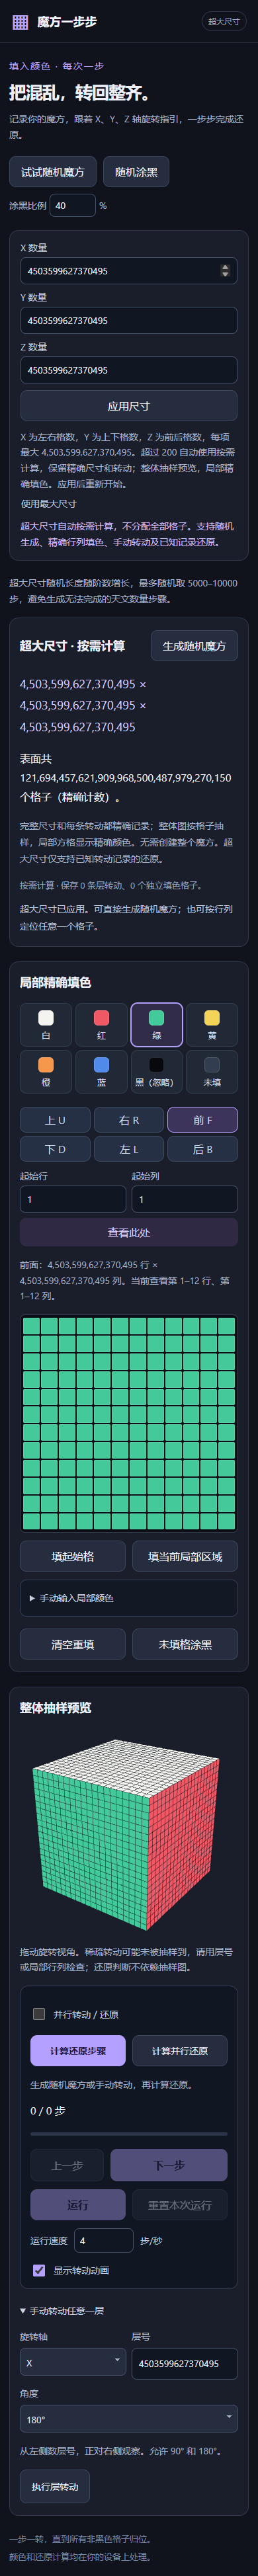 魔方一步步
超大尺寸
填入颜色 · 每次一步
把混乱，转回整齐。
记录你的魔方，跟着 X、Y、Z 轴旋转指引，一步步完成还
原。
试试随机魔方
随机涂黑
涂黑比例
40
%
X 数量
4503599627370495
Y 数量
4503599627370495
Z 数量
4503599627370495
应用尺寸
X 为左右格数，Y 为上下格数，Z 为前后格数，每项
最大 4,503,599,627,370,495。超过 200 自动使用按需
计算，保留精确尺寸和转动；整体抽样预览，局部精
确填色。应用后重新开始。
使用最大尺寸
超大尺寸自动按需计算，不分配全部格子。支持随机
生成、精确行列填色、手动转动及已知记录还原。
超大尺寸随机长度随阶数增长，最多随机取 5000–10000
步，避免生成无法完成的天文数量步骤。
超大尺寸 · 按需计算
生成随机魔方
4,503,599,627,370,495 ×
4,503,599,627,370,495 ×
4,503,599,627,370,495
表面共
121,694,457,621,909,968,500,487,979,270,150
个格子（精确计数）。
完整尺寸和每条转动都精确记录；整体图按格子抽
样，局部方格显示精确颜色。无需创建整个魔方。超
大尺寸仅支持已知转动记录的还原。
按需计算 · 保存 0 条层转动、0 个独立填色格子。
超大尺寸已应用。可直接生成随机魔方；也可按行列
定位任意一个格子。
局部精确填色
白
红
绿
黄
橙
蓝
黑（忽略）
未填
上 U
右 R
前 F
下 D
左 L
后 B
起始行
起始列
1
1
查看此处
前面：4,503,599,627,370,495 行 ×
4,503,599,627,370,495 列。当前查看第 1–12 行、第
1–12 列。
填起始格
填当前局部区域
▶ 手动输入局部颜色
清空重填
未填格涂黑
整体抽样预览
拖动旋转视角。稀疏转动可能未被抽样到，请用层号
或局部行列检查；还原判断不依赖抽样图。
并行转动 / 还原
计算还原步骤
计算并行还原
生成随机魔方或手动转动，再计算还原。
0 / 0 步
上一步
下一步
运行
重置本次运行
运行速度
4
步/秒
显示转动动画
▼ 手动转动任意一层
旋转轴
层号
X
4503599627370495
角度
180°
从左侧数层号，正对右侧观察。允许 90° 和 180°。
执行层转动
一步一转，直到所有非黑色格子归位。
颜色和还原计算均在你的设备上处理。